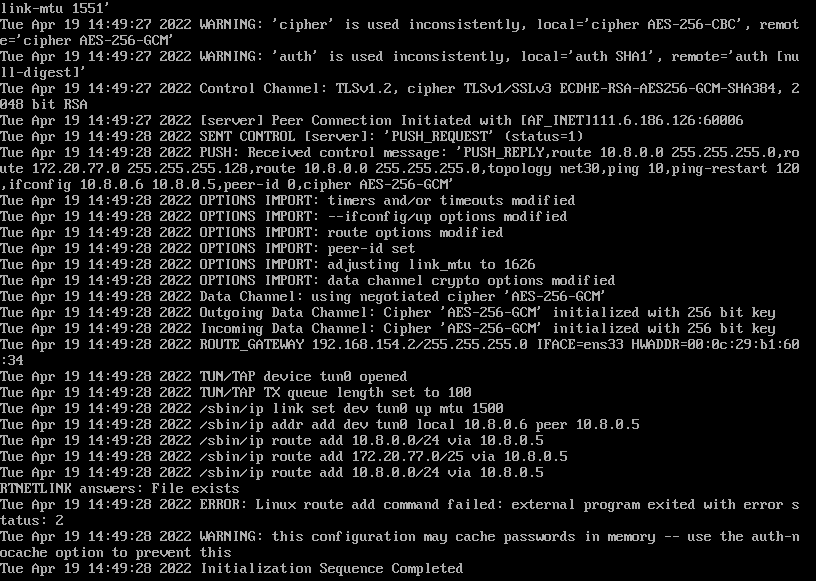 link-mtu 1551'
Tue Apr 19 14:49:27 2022 WARNING: 'cipher' is used inconsistently, local='cipher AES-256-CBC', remot
e='cipher AES-256-GCM'
Tue Apr 19 14:49:27 2022 WARNING: 'auth' is used inconsistently, local='auth SHA1', remote='auth [nu
ll-digest]'
Tue Apr 19 14:49:27 2022 Control Channel: TLSv1.2, cipher TLSv1/SSLv3 ECDHE-RSA-AES256-GCM-SHA384, 2
048 bit RSA
Tue Apr 19 14:49:27 2022 [server] Peer Connection Initiated with [AF_INET]111.6.186.126:60006
Tue Apr 19 14:49:28 2022 SENT CONTROL [server]: 'PUSH_REQUEST' (status=1)
Tue Apr 19 14:49:28 2022 PUSH: Received control message: 'PUSH_REPLY,route 10.8.0.0 255.255.255.0,ro
ute 172.20.77.0 255.255.255.128,route 10.8.0.0 255.255.255.0,topology net30,ping 10,ping-restart 120
,ifconfig 10.8.0.6 10.8.0.5,peer-id 0,cipher AES-256-GCM'
Tue Apr 19 14:49:28 2022 OPTIONS IMPORT: timers and/or timeouts modified
Tue Apr 19 14:49:28 2022 OPTIONS IMPORT: --ifconfig/up options modified
Tue Apr 19 14:49:28 2022 OPTIONS IMPORT: route options modified
Tue Apr 19 14:49:28 2022 OPTIONS IMPORT: peer-id set
Tue Apr 19 14:49:28 2022 OPTIONS IMPORT: adjusting link_mtu to 1626
Tue Apr 19 14:49:28 2022 OPTIONS IMPORT: data channel crypto options modified
Tue Apr 19 14:49:28 2022 Data Channel: using negotiated cipher 'AES-256-GCM'
Tue Apr 19 14:49:28 2022 Outgoing Data Channel: Cipher 'AES-256-GCM' initialized with 256 bit key
Tue Apr 19 14:49:28 2022 Incoming Data Channel: Cipher 'AES-256-GCM' initialized with 256 bit key
Tue Apr 19 14:49:28 2022 ROUTE_GATEWAY 192.168.154.2/255.255.255.0 IFACE=ens33 HWADDR=00:0c:29:b1:60
:34
Tue Apr 19 14:49:28 2022 TUN/TAP device tun0 opened
Tue Apr 19 14:49:28 2022 TUN/TAP TX queue length set to 100
Tue Apr 19 14:49:28 2022 /sbin/ip link set dev tun0 up mtu 1500
Tue Apr 19 14:49:28 2022 /sbin/ip addr add dev tun0 local 10.8.0.6 peer 10.8.0.5
Tue Apr 19 14:49:28 2022 /sbin/ip route add 10.8.0.0/24 via 10.8.0.5
Tue Apr 19 14:49:28 2022 /sbin/ip route add 172.20.77.0/25 via 10.8.0.5
Tue Apr 19 14:49:28 2022 /sbin/ip route add 10.8.0.0/24 via 10.8.0.5
RTNETLINK answers: File exists
Tue Apr 19 14:49:28 2022 ERROR: Linux route add command failed: external program exited with error s
tatus: 2
Tue Apr 19 14:49:28 2022 WARNING: this configuration may cache passwords in memory -- use the auth-n
ocache option to prevent this
Tue Apr 19 14:49:28 2022 Initialization Sequence Completed